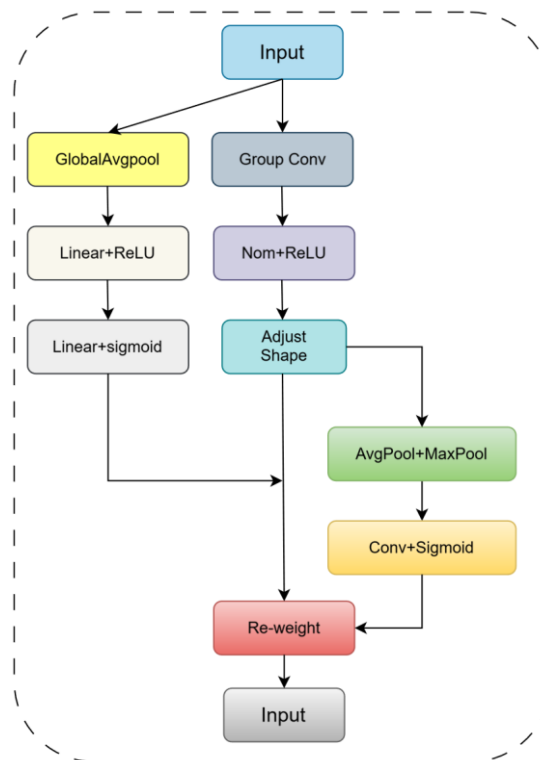 Input
GlobalAvgpool
Group Conv
Linear+ReLU
Nom+ReLU
Linear+sigmoid
Adjust
Shape
AvgPool+MaxPool
Conv+Sigmoid
Re-weight
Input